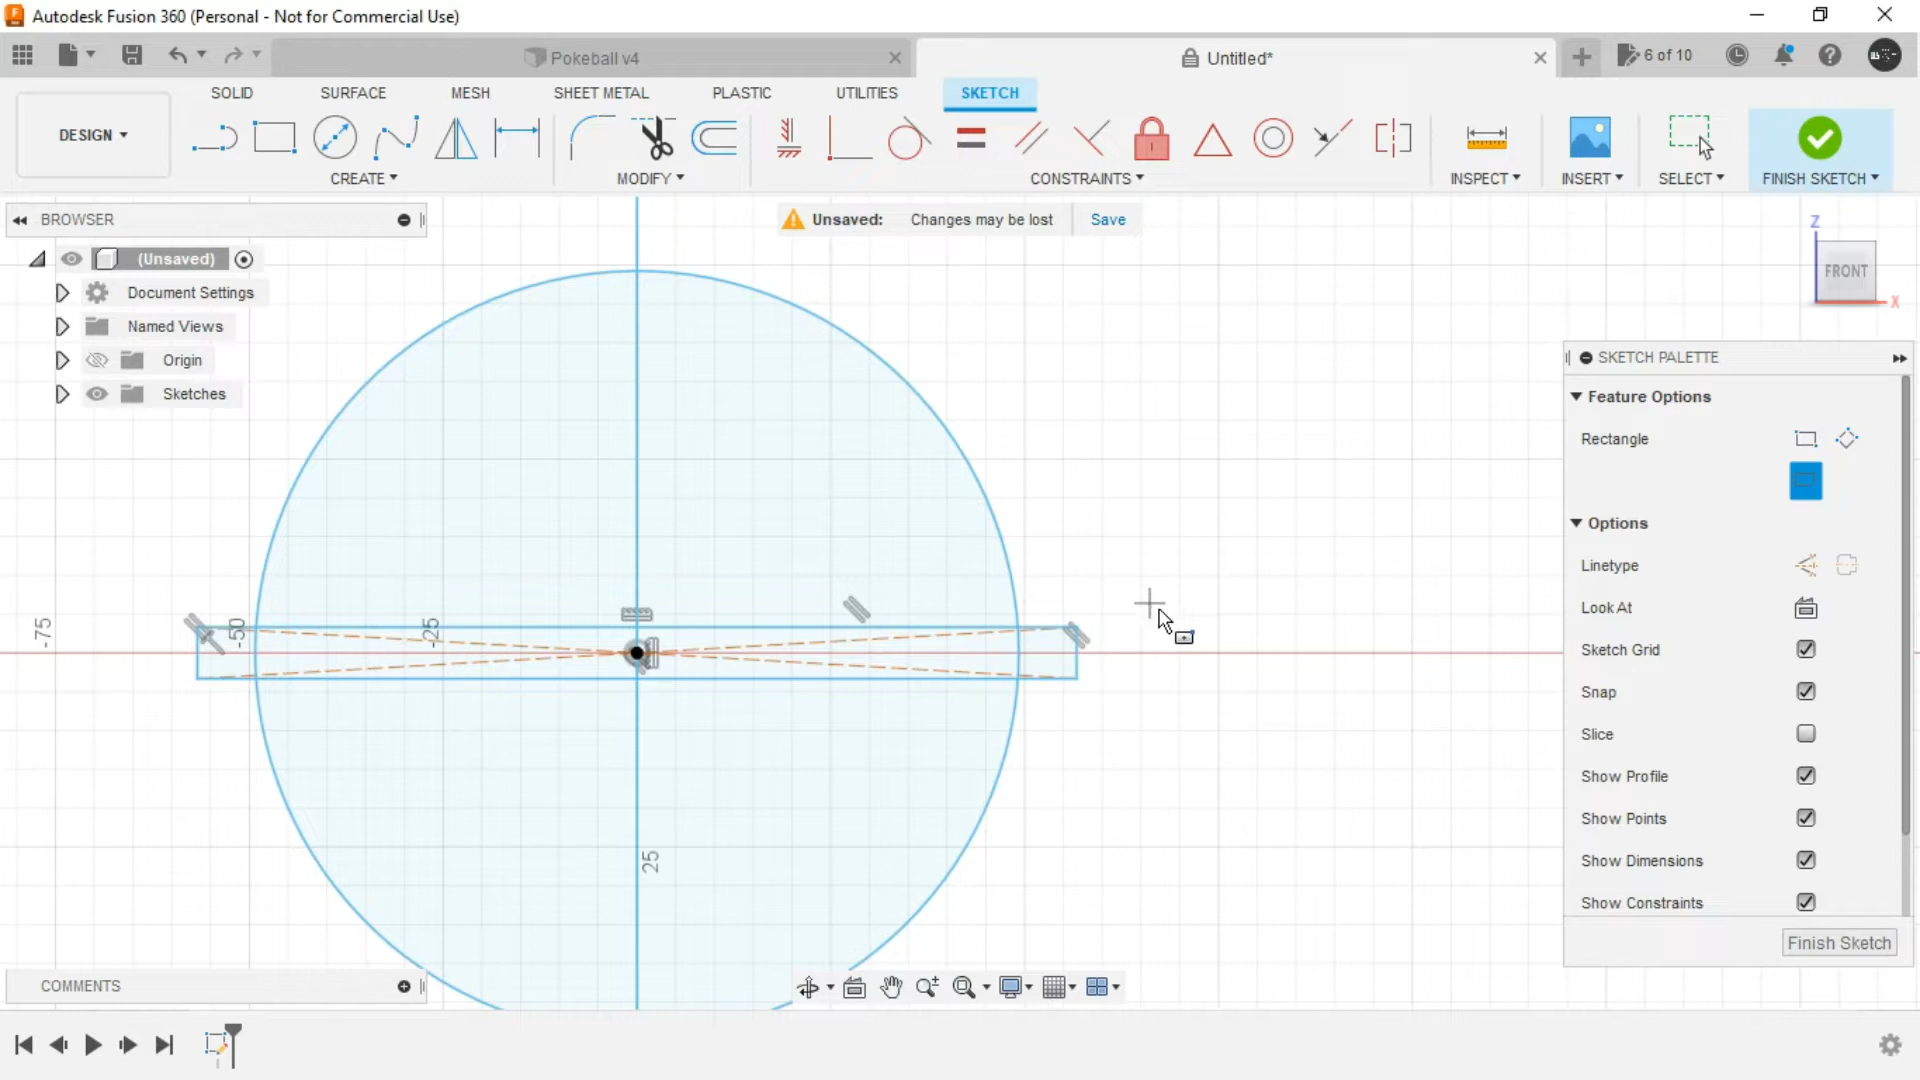 Autodesk Fusion 360 (Personal - Not for Commercial Use)
Pokeball v4
Untitled*
6 of 10
SOLID
SURFACE
MESH
SHEET METAL
PLASTIC
UTILITIES
SKETCH
DESIGN
CREATE
MODIFY
CONSTRAINTS
INSPECT
INSERT
SELECT
FINISH SKETCH
BROWSER
Unsaved:
Changes may be lost
Save
(Unsaved)
Document Settings
Named Views
Origin
Sketches
Z
FRONT
X
SKETCH PALETTE
Feature Options
Rectangle
Options
Linetype
Look At
Sketch Grid
Snap
Slice
Show Profile
Show Points
Show Dimensions
Show Constraints
Finish Sketch
-75
-50
-25
25
COMMENTS